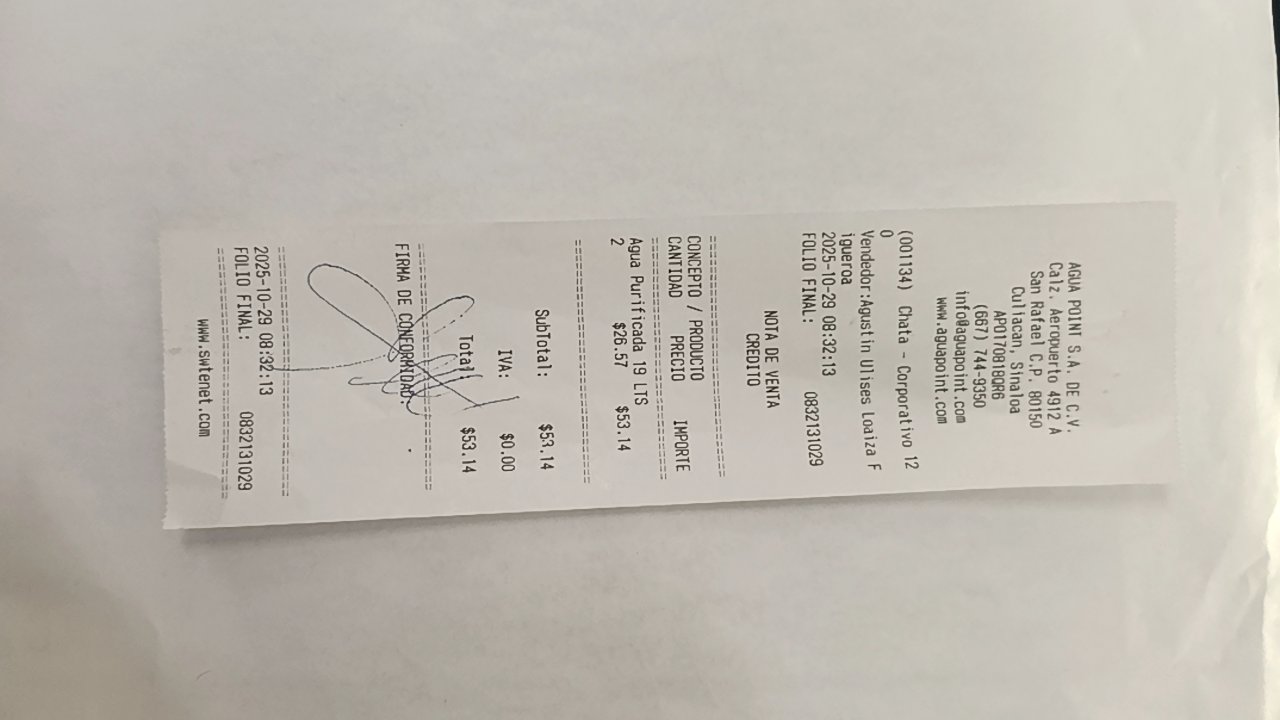 AGUA POINT S.A. DE C.V.
Calz. Aeropuerto 4912 A
San Rafael C.P. 80150
Culiacan, Sinaloa
APO170818QR6
(667) 744-9350
info@aguapoint.com
www.aguapoint.com
(001134) Chata - Corporativo 12
0
Vendedor:Agustin Ulises Loaiza F
igueroa
2025-10-29 08:32:13
FOLIO FINAL: 0832131029
NOTA DE VENTA
CREDITO
================================
CONCEPTO / PRODUCTO
CANTIDAD PRECIO IMPORTE
================================
Agua Purificada 19 LTS
2 $26.57 $53.14
================================
SubTotal: $53.14
IVA: $0.00
Total: $53.14
================================
FIRMA DE CONFORMIDAD.
================================
2025-10-29 08:32:13
FOLIO FINAL: 0832131029
================================
www.swtenet.com